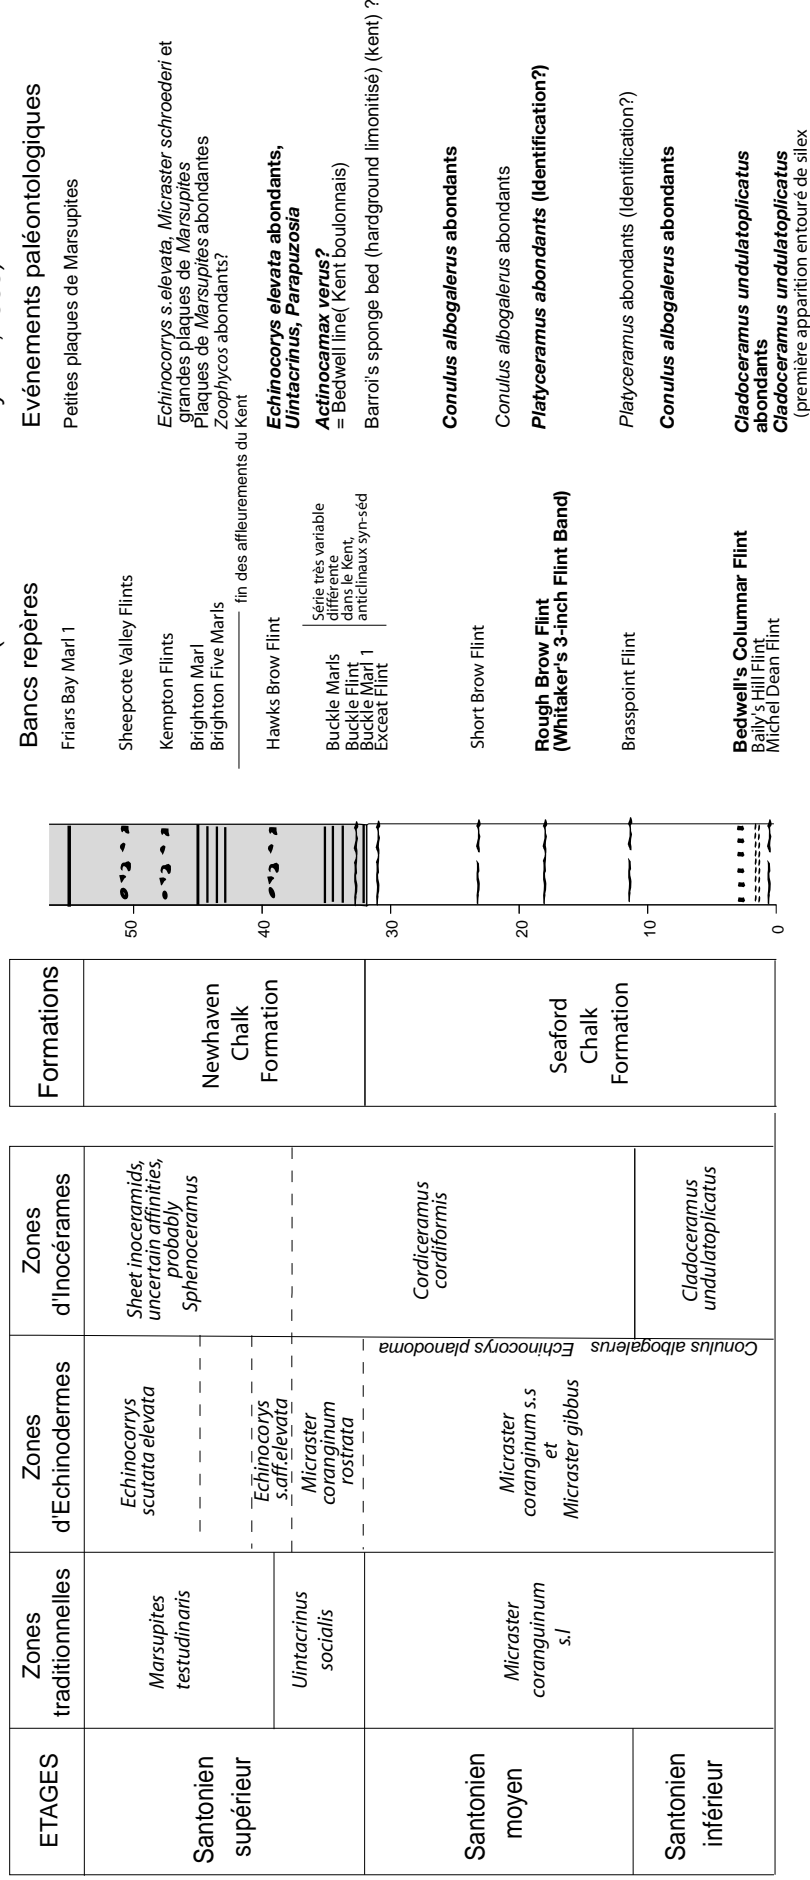 ETAGES
Zones
traditionnelles
Zones
d'Echinodermes
Zones
d'Inocérames
Formations
Bancs repères
Evénements paléontologiques
Santonien
supérieur
Santonien
moyen
Santonien
inférieur
Marsupites
testudinaris
Uintacrinus
socialis
Micraster
coranguinum
s.l
Echinocorrys
scutata elevata
Echinocorys
s.aff.elevata
Micraster
coranginum
rostrata
Micraster
coranginum s.s
et
Micraster gibbus
Echinocorys planodoma
Conulus albogalerus
Sheet inoceramids,
uncertain affinities,
probably
Sphenoceramus
Cordiceramus
cordiformis
Cladoceramus
undulatoplicatus
Newhaven
Chalk
Formation
Seaford
Chalk
Formation
50
40
30
20
10
0
Friars Bay Marl 1
Sheepcote Valley Flints
Kempton Flints
Brighton Marl
Brighton Five Marls
fin des affleurements du Kent
Hawks Brow Flint
Buckle Marls
Buckle Flint
Buckle Marl 1
Exceat Flint
Série très variable
différente
dans le Kent,
anticlinaux syn-séd
Short Brow Flint
Rough Brow Flint
(Whitaker's 3-inch Flint Band)
Brasspoint Flint
Bedwell's Columnar Flint
Baily's Hill Flint
Michel Dean Flint
Petites plaques de Marsupites
Echinocorrys s.elevata, Micraster schroederi et
grandes plaques de Marsupites
Plaques de Marsupites abondantes
Zoophycos abondants?
Echinocorys elevata abondants,
Uintacrinus, Parapuzosia
Actinocamax verus?
= Bedwell line( Kent boulonnais)
Barroi's sponge bed (hardground limonitisé) (kent) ?
Conulus albogalerus abondants
Conulus albogalerus abondants
Platyceramus abondants (Identification?)
Platyceramus abondants (Identification?)
Conulus albogalerus abondants
Cladoceramus undulatoplicatus
abondants
Cladoceramus undulatoplicatus
(première apparition entouré de silex